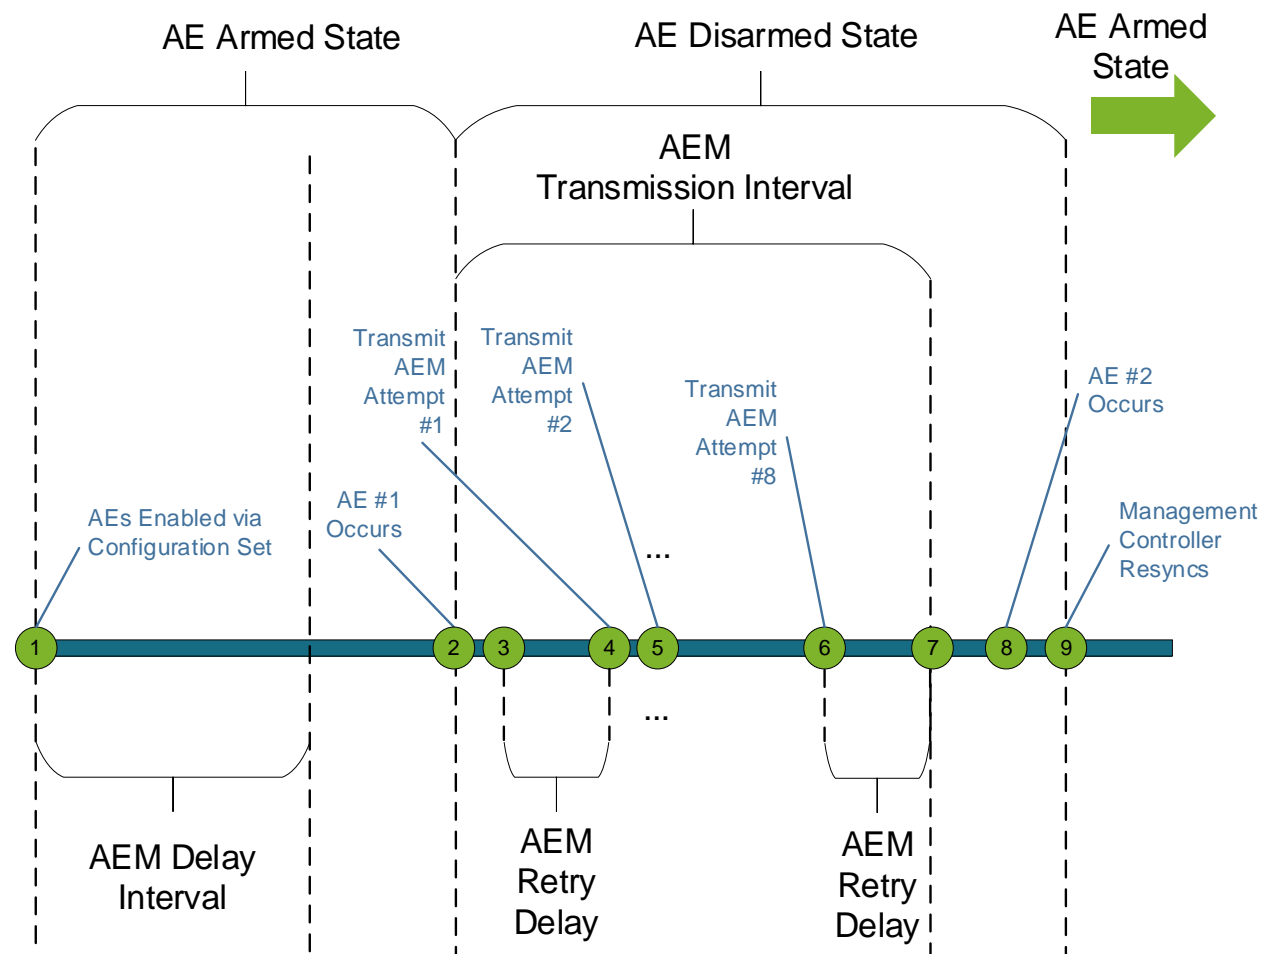 AE Armed State
AE Disarmed State
AE Armed
State
AEM
Transmission Interval
Transmit
AEM
Attempt
#1
Transmit
AEM
Attempt
#2
Transmit
AEM
Attempt
#8
AE #2
Occurs
AEs Enabled via
Configuration Set
AE #1
Occurs
...
Management
Controller
Resyncs
1
2
3
4
5
6
7
8
9
...
AEM Delay
Interval
AEM
Retry
Delay
AEM
Retry
Delay